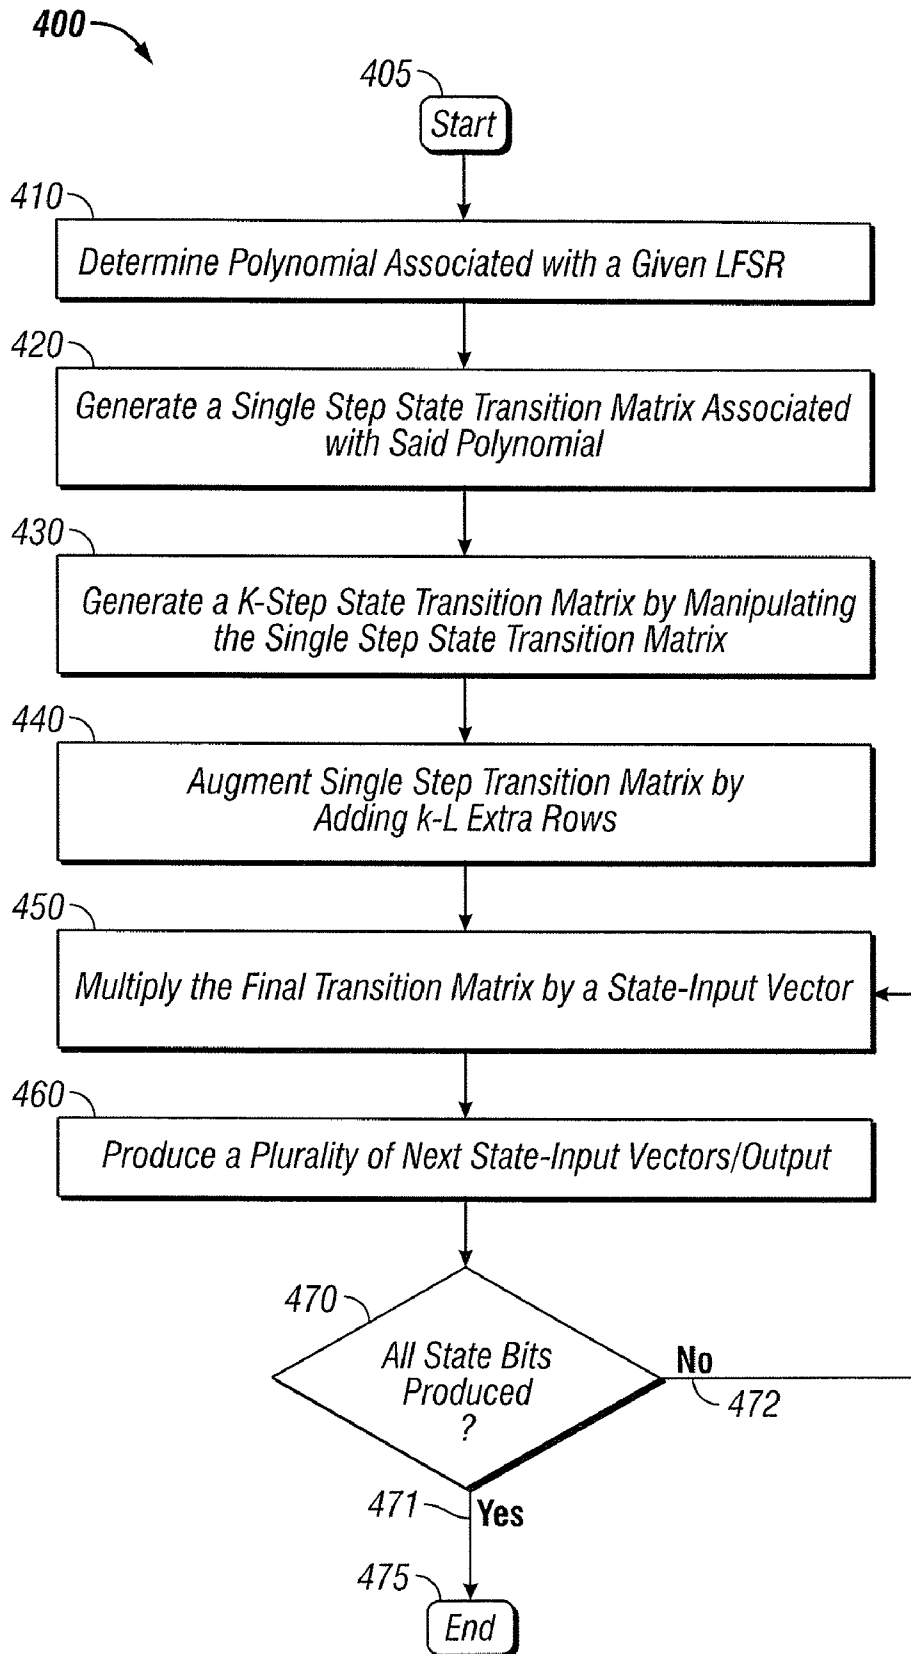 400
405
Start
410
Determine Polynomial Associated with a Given LFSR
420
Generate a Single Step State Transition Matrix Associated
with Said Polynomial
430
Generate a K-Step State Transition Matrix by Manipulating
the Single Step State Transition Matrix
440
Augment Single Step Transition Matrix by
Adding k-L Extra Rows
450
Multiply the Final Transition Matrix by a State-Input Vector
460
Produce a Plurality of Next State-Input Vectors/Output
470
All State Bits
Produced
?
No
472
471
Yes
475
End